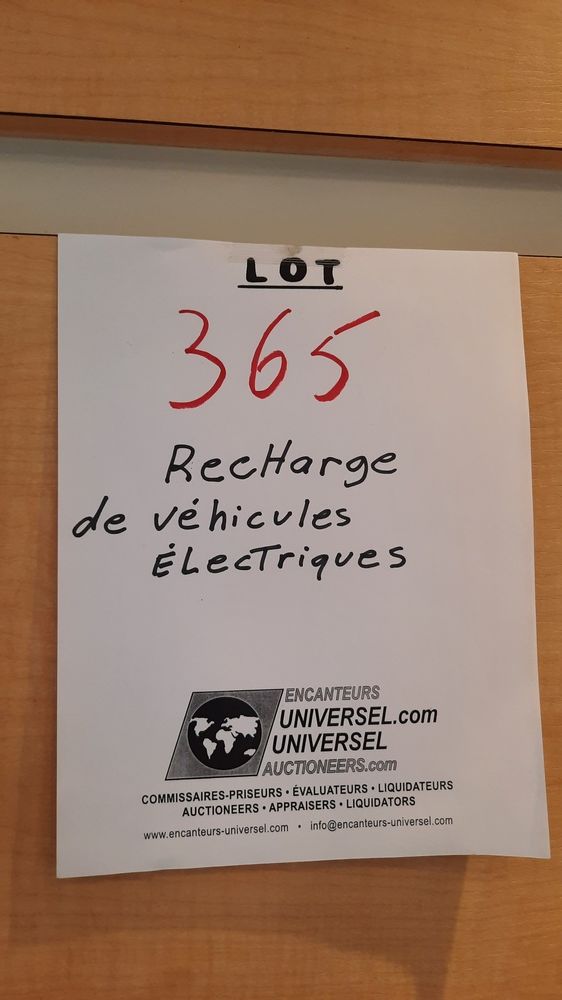 LOT
365
RecHarge
de véhicules
ÉLecTriques
ENCANTEURS
UNIVERSEL.com
UNIVERSEL
AUCTIONEERS.com
COMMISSAIRES-PRISEURS • ÉVALUATEURS • LIQUIDATEURS
AUCTIONEERS • APPRAISERS • LIQUIDATORS
www.encanteurs-universel.com • info@encanteurs-universel.com